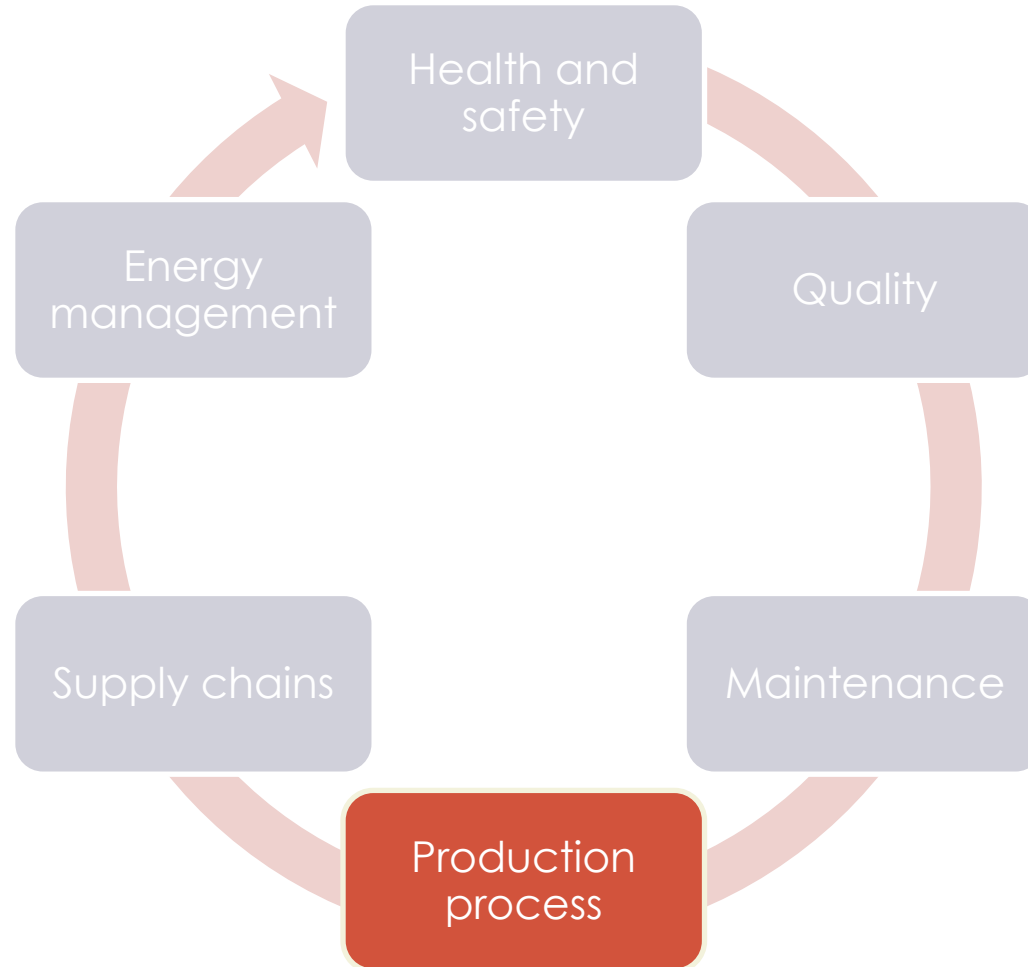 Health and
safety
Quality
Maintenance
Production
process
Supply chains
Energy
management